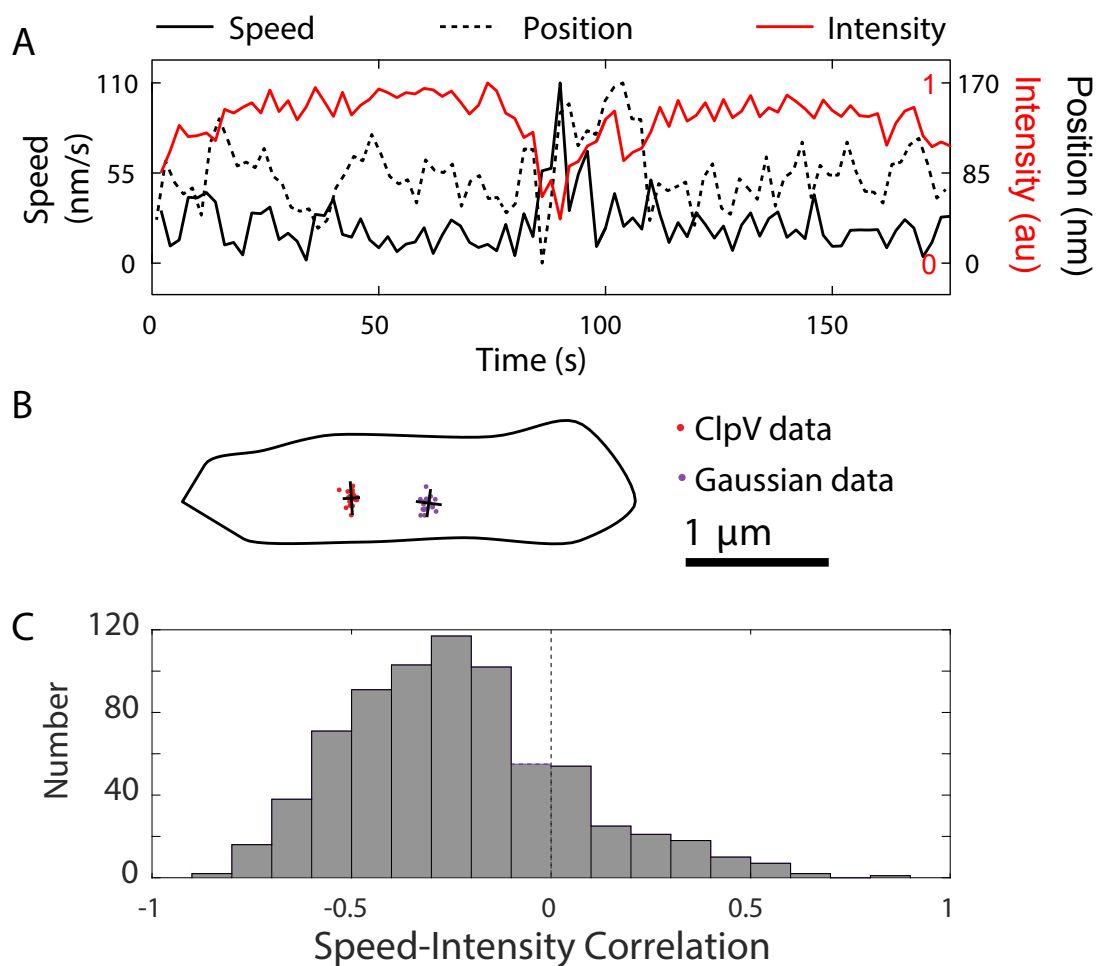 A
Speed
Position
Intensity
110
55
0
Speed
(nm/s)
1
0
170
85
0
Intensity (au)
Position (nm)
0
50
100
150
Time (s)
B
ClpV data
Gaussian data
1 μm
C
120
80
40
0
Number
-1
-0.5
0
0.5
1
Speed-Intensity Correlation